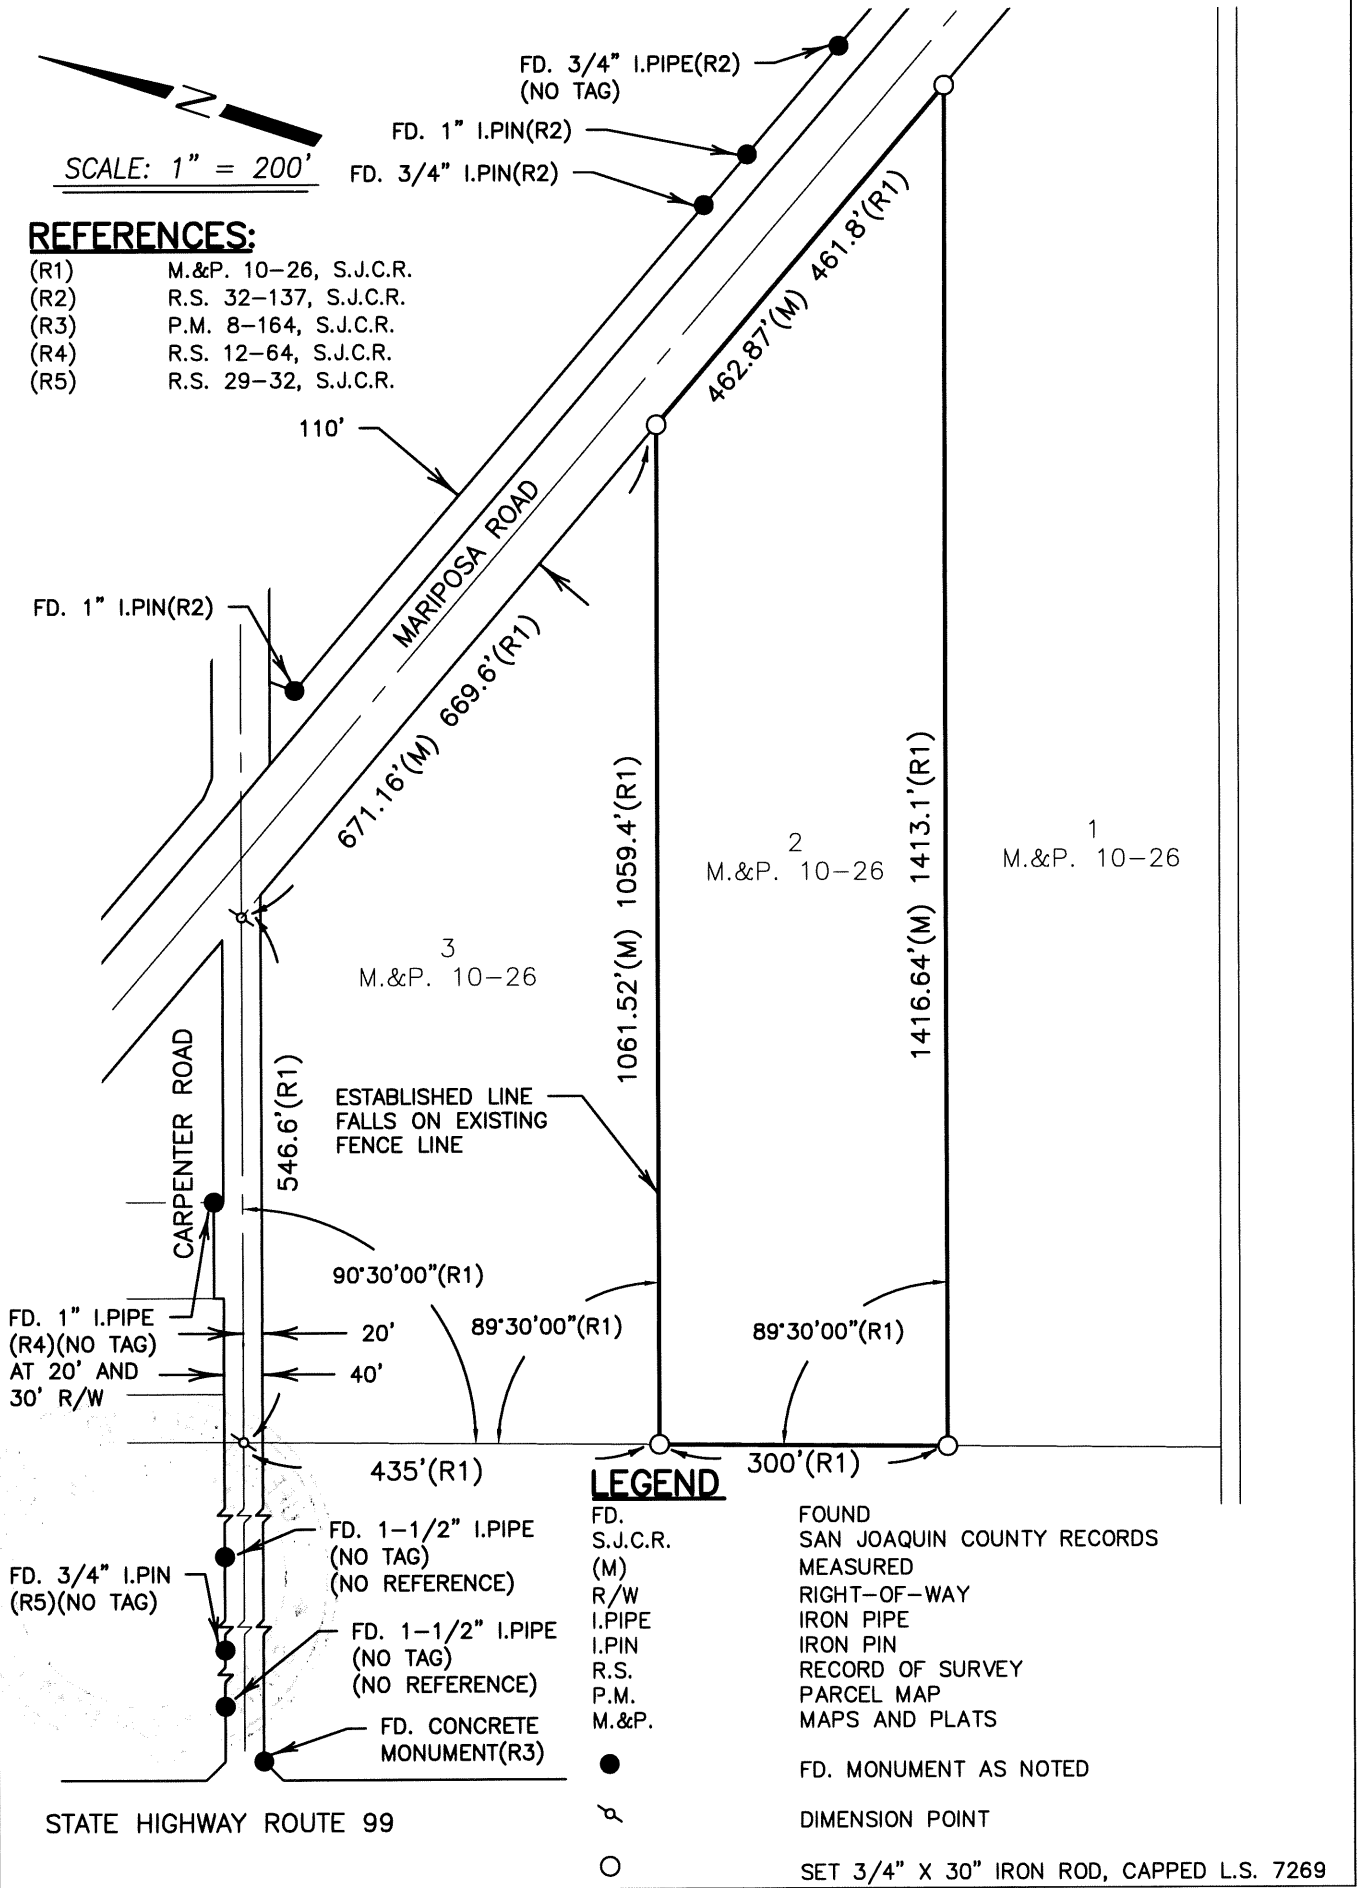 FD. 3/4" I.PIPE(R2)
(NO TAG)
FD. 1" I.PIN(R2)
FD. 3/4" I.PIN(R2)
N
SCALE: 1" = 200'
REFERENCES:
(R1) M.&P. 10-26, S.J.C.R.
(R2) R.S. 32-137, S.J.C.R.
(R3) P.M. 8-164, S.J.C.R.
(R4) R.S. 12-64, S.J.C.R.
(R5) R.S. 29-32, S.J.C.R.
462.87'(M) 461.8'(R1)
110'
MARIPOSA ROAD
FD. 1" I.PIN(R2)
671.16'(M) 669.6'(R1)
1061.52'(M) 1059.4'(R1)
1416.64'(M) 1413.1'(R1)
2
M.&P. 10-26
1
M.&P. 10-26
3
M.&P. 10-26
CARPENTER ROAD
546.6'(R1)
ESTABLISHED LINE
FALLS ON EXISTING
FENCE LINE
90°30'00"(R1)
89°30'00"(R1)
89°30'00"(R1)
FD. 1" I.PIPE
(R4)(NO TAG)
AT 20' AND
30' R/W
20'
40'
435'(R1)
300'(R1)
FD. 1-1/2" I.PIPE
(NO TAG)
(NO REFERENCE)
FD. 3/4" I.PIN
(R5)(NO TAG)
FD. 1-1/2" I.PIPE
(NO TAG)
(NO REFERENCE)
FD. CONCRETE
MONUMENT(R3)
STATE HIGHWAY ROUTE 99
LEGEND
FD. FOUND
S.J.C.R. SAN JOAQUIN COUNTY RECORDS
(M) MEASURED
R/W RIGHT-OF-WAY
I.PIPE IRON PIPE
I.PIN IRON PIN
R.S. RECORD OF SURVEY
P.M. PARCEL MAP
M.&P. MAPS AND PLATS
FD. MONUMENT AS NOTED
DIMENSION POINT
SET 3/4" X 30" IRON ROD, CAPPED L.S. 7269